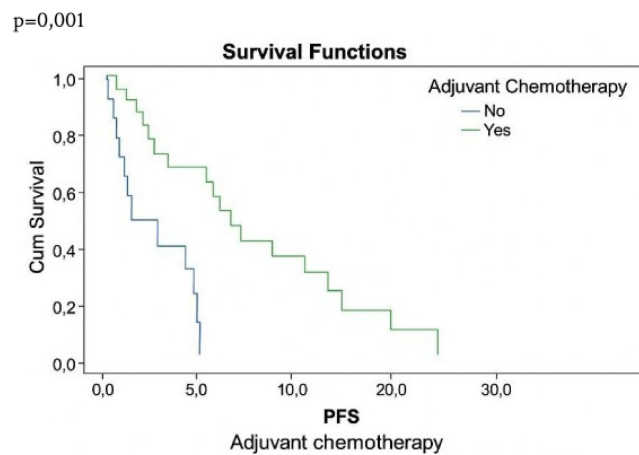 p=0,001
Survival Functions
Adjuvant Chemotherapy
No
Yes
Cum Survival
1,0
0,8
0,6
0,4
0,2
0,0
0,0 5,0 10,0 20,0 30,0
PFS
Adjuvant chemotherapy